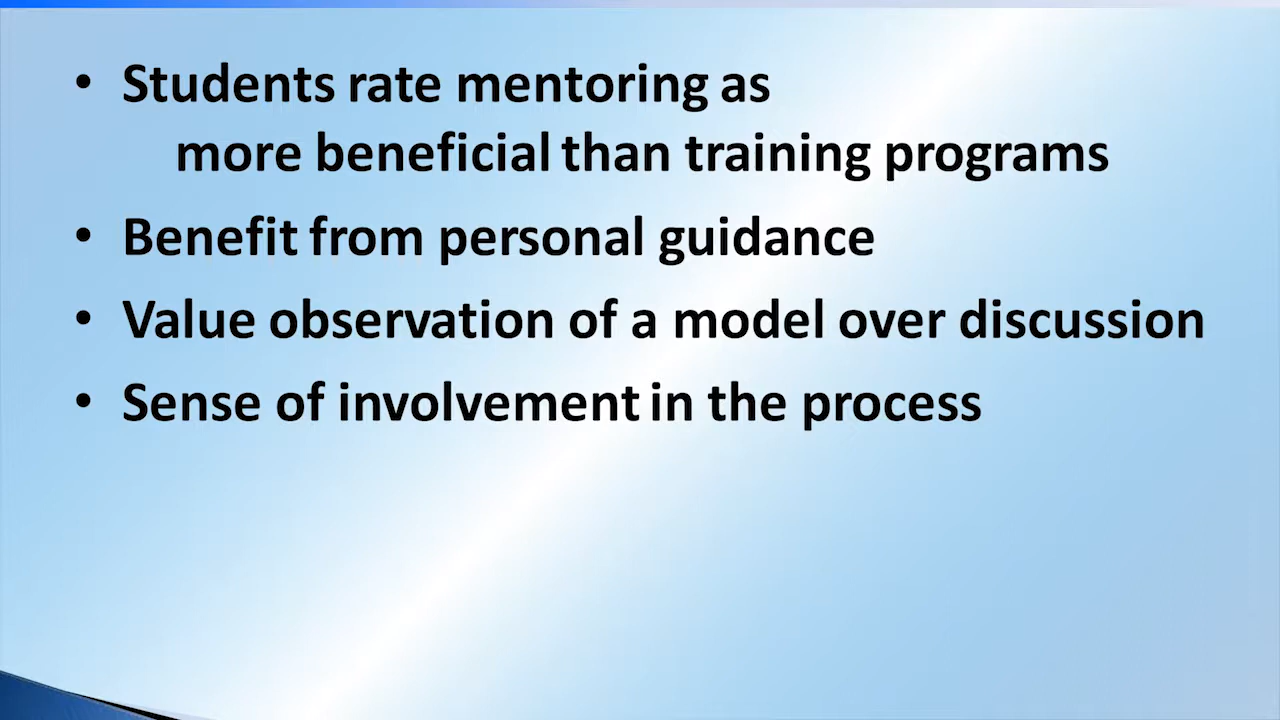 • Students rate mentoring as
more beneficial than training programs
• Benefit from personal guidance
• Value observation of a model over discussion
• Sense of involvement in the process